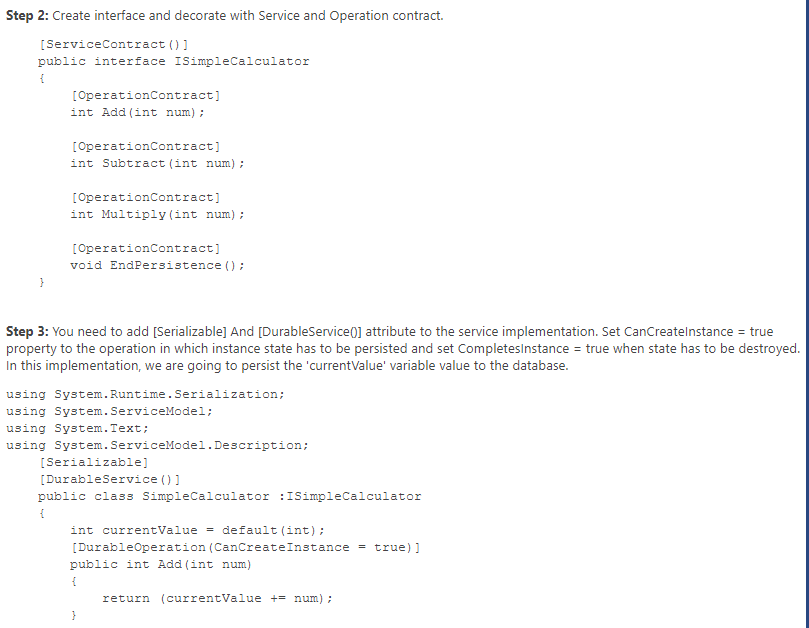 Step 2: Create interface and decorate with Service and Operation contract.
[ServiceContract()]
public interface ISimpleCalculator
{
[OperationContract]
int Add(int num);
[OperationContract]
int Subtract(int num);
[OperationContract]
int Multiply(int num);
[OperationContract]
void EndPersistence();
}
Step 3: You need to add [Serializable] And [DurableService()] attribute to the service implementation. Set CanCreateInstance = true
property to the operation in which instance state has to be persisted and set CompletesInstance = true when state has to be destroyed.
In this implementation, we are going to persist the 'currentValue' variable value to the database.
using System.Runtime.Serialization;
using System.ServiceModel;
using System.Text;
using System.ServiceModel.Description;
[Serializable]
[DurableService()]
public class SimpleCalculator :ISimpleCalculator
{
int currentValue = default(int);
[DurableOperation(CanCreateInstance = true)]
public int Add(int num)
{
return (currentValue += num);
}